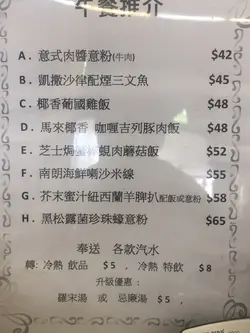 午餐推介
A . 意式肉醬意粉(牛肉) $42
B . 凱撒沙律配煙三文魚 $45
C . 椰香葡國雞飯 $48
D . 馬來椰香 咖喱吉列豚肉飯 $48
E . 芝士焗蟹柳蜆肉蘑菇飯 $52
F . 南朗海鮮喇沙米線 $55
G . 芥末蜜汁紐西蘭羊脾扒配飯或意粉 $58
H . 黑松露菌珍珠蠔意粉 $65
奉送 各款汽水
轉: 冷熱 飲品 $5 , 冷熱 特飲 $8
升級優惠 :
羅宋湯 或 忌廉湯 $5 ,